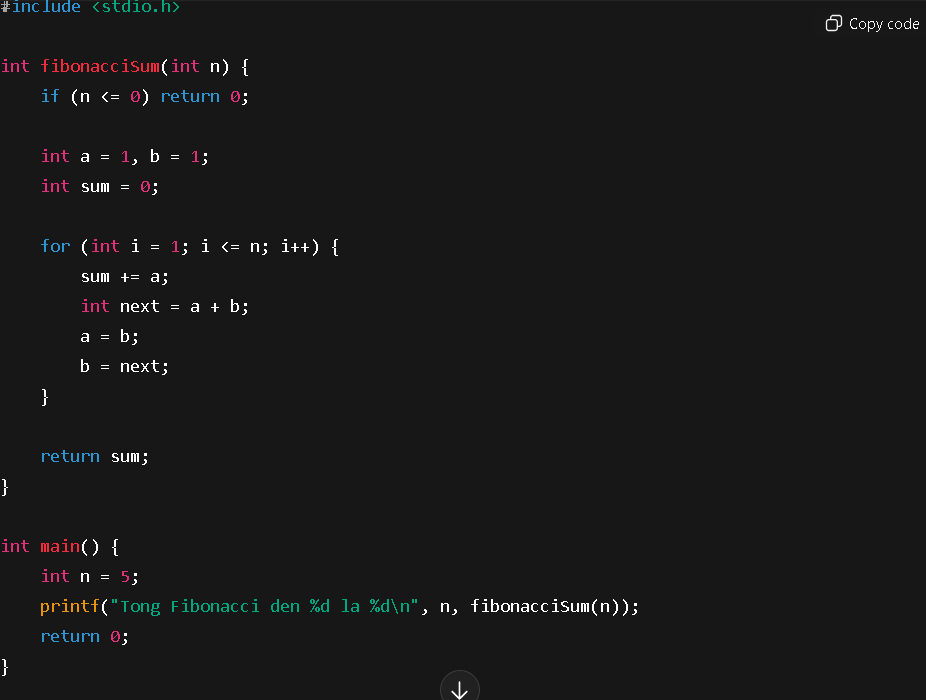 #include <stdio.h>
Copy code
int fibonacciSum(int n) {
    if (n <= 0) return 0;
    int a = 1, b = 1;
    int sum = 0;
    for (int i = 1; i <= n; i++) {
        sum += a;
        int next = a + b;
        a = b;
        b = next;
    }
    return sum;
}
int main() {
    int n = 5;
    printf("Tong Fibonacci den %d la %d\n", n, fibonacciSum(n));
    return 0;
}